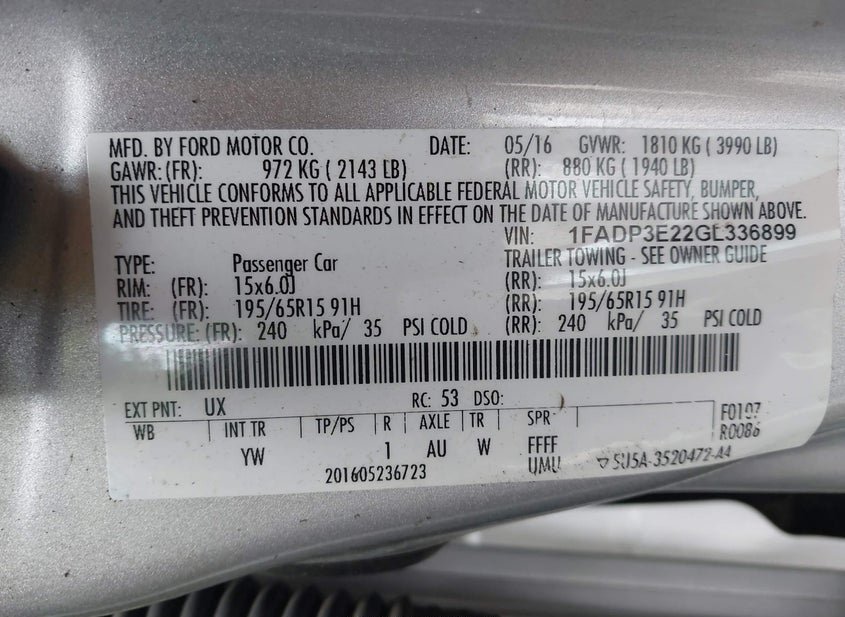 MFD. BY FORD MOTOR CO. DATE: 05/16 GVWR: 1810 KG ( 3990 LB)
GAWR:(FR): 972 KG ( 2143 LB) (RR): 880 KG ( 1940 LB)
THIS VEHICLE CONFORMS TO ALL APPLICABLE FEDERAL MOTOR VEHICLE SAFETY, BUMPER,
AND THEFT PREVENTION STANDARDS IN EFFECT ON THE DATE OF MANUFACTURE SHOWN ABOVE.
VIN: 1FADP3E22GL336899
TYPE: Passenger Car TRAILER TOWING - SEE OWNER GUIDE
RIM: (FR): 15x6.0J (RR): 15x6.0J
TIRE: (FR): 195/65R15 91H (RR): 195/65R15 91H
PRESSURE: (FR): 240 kPa/ 35 PSI COLD (RR): 240 kPa/ 35 PSI COLD
EXT PNT: UX RC: 53 DSO:
WB INT TR TP/PS R AXLE TR SPR F0107
YW 1 AU W FFFF R0086
201605236723 UMU 5U5A-3520472-AA